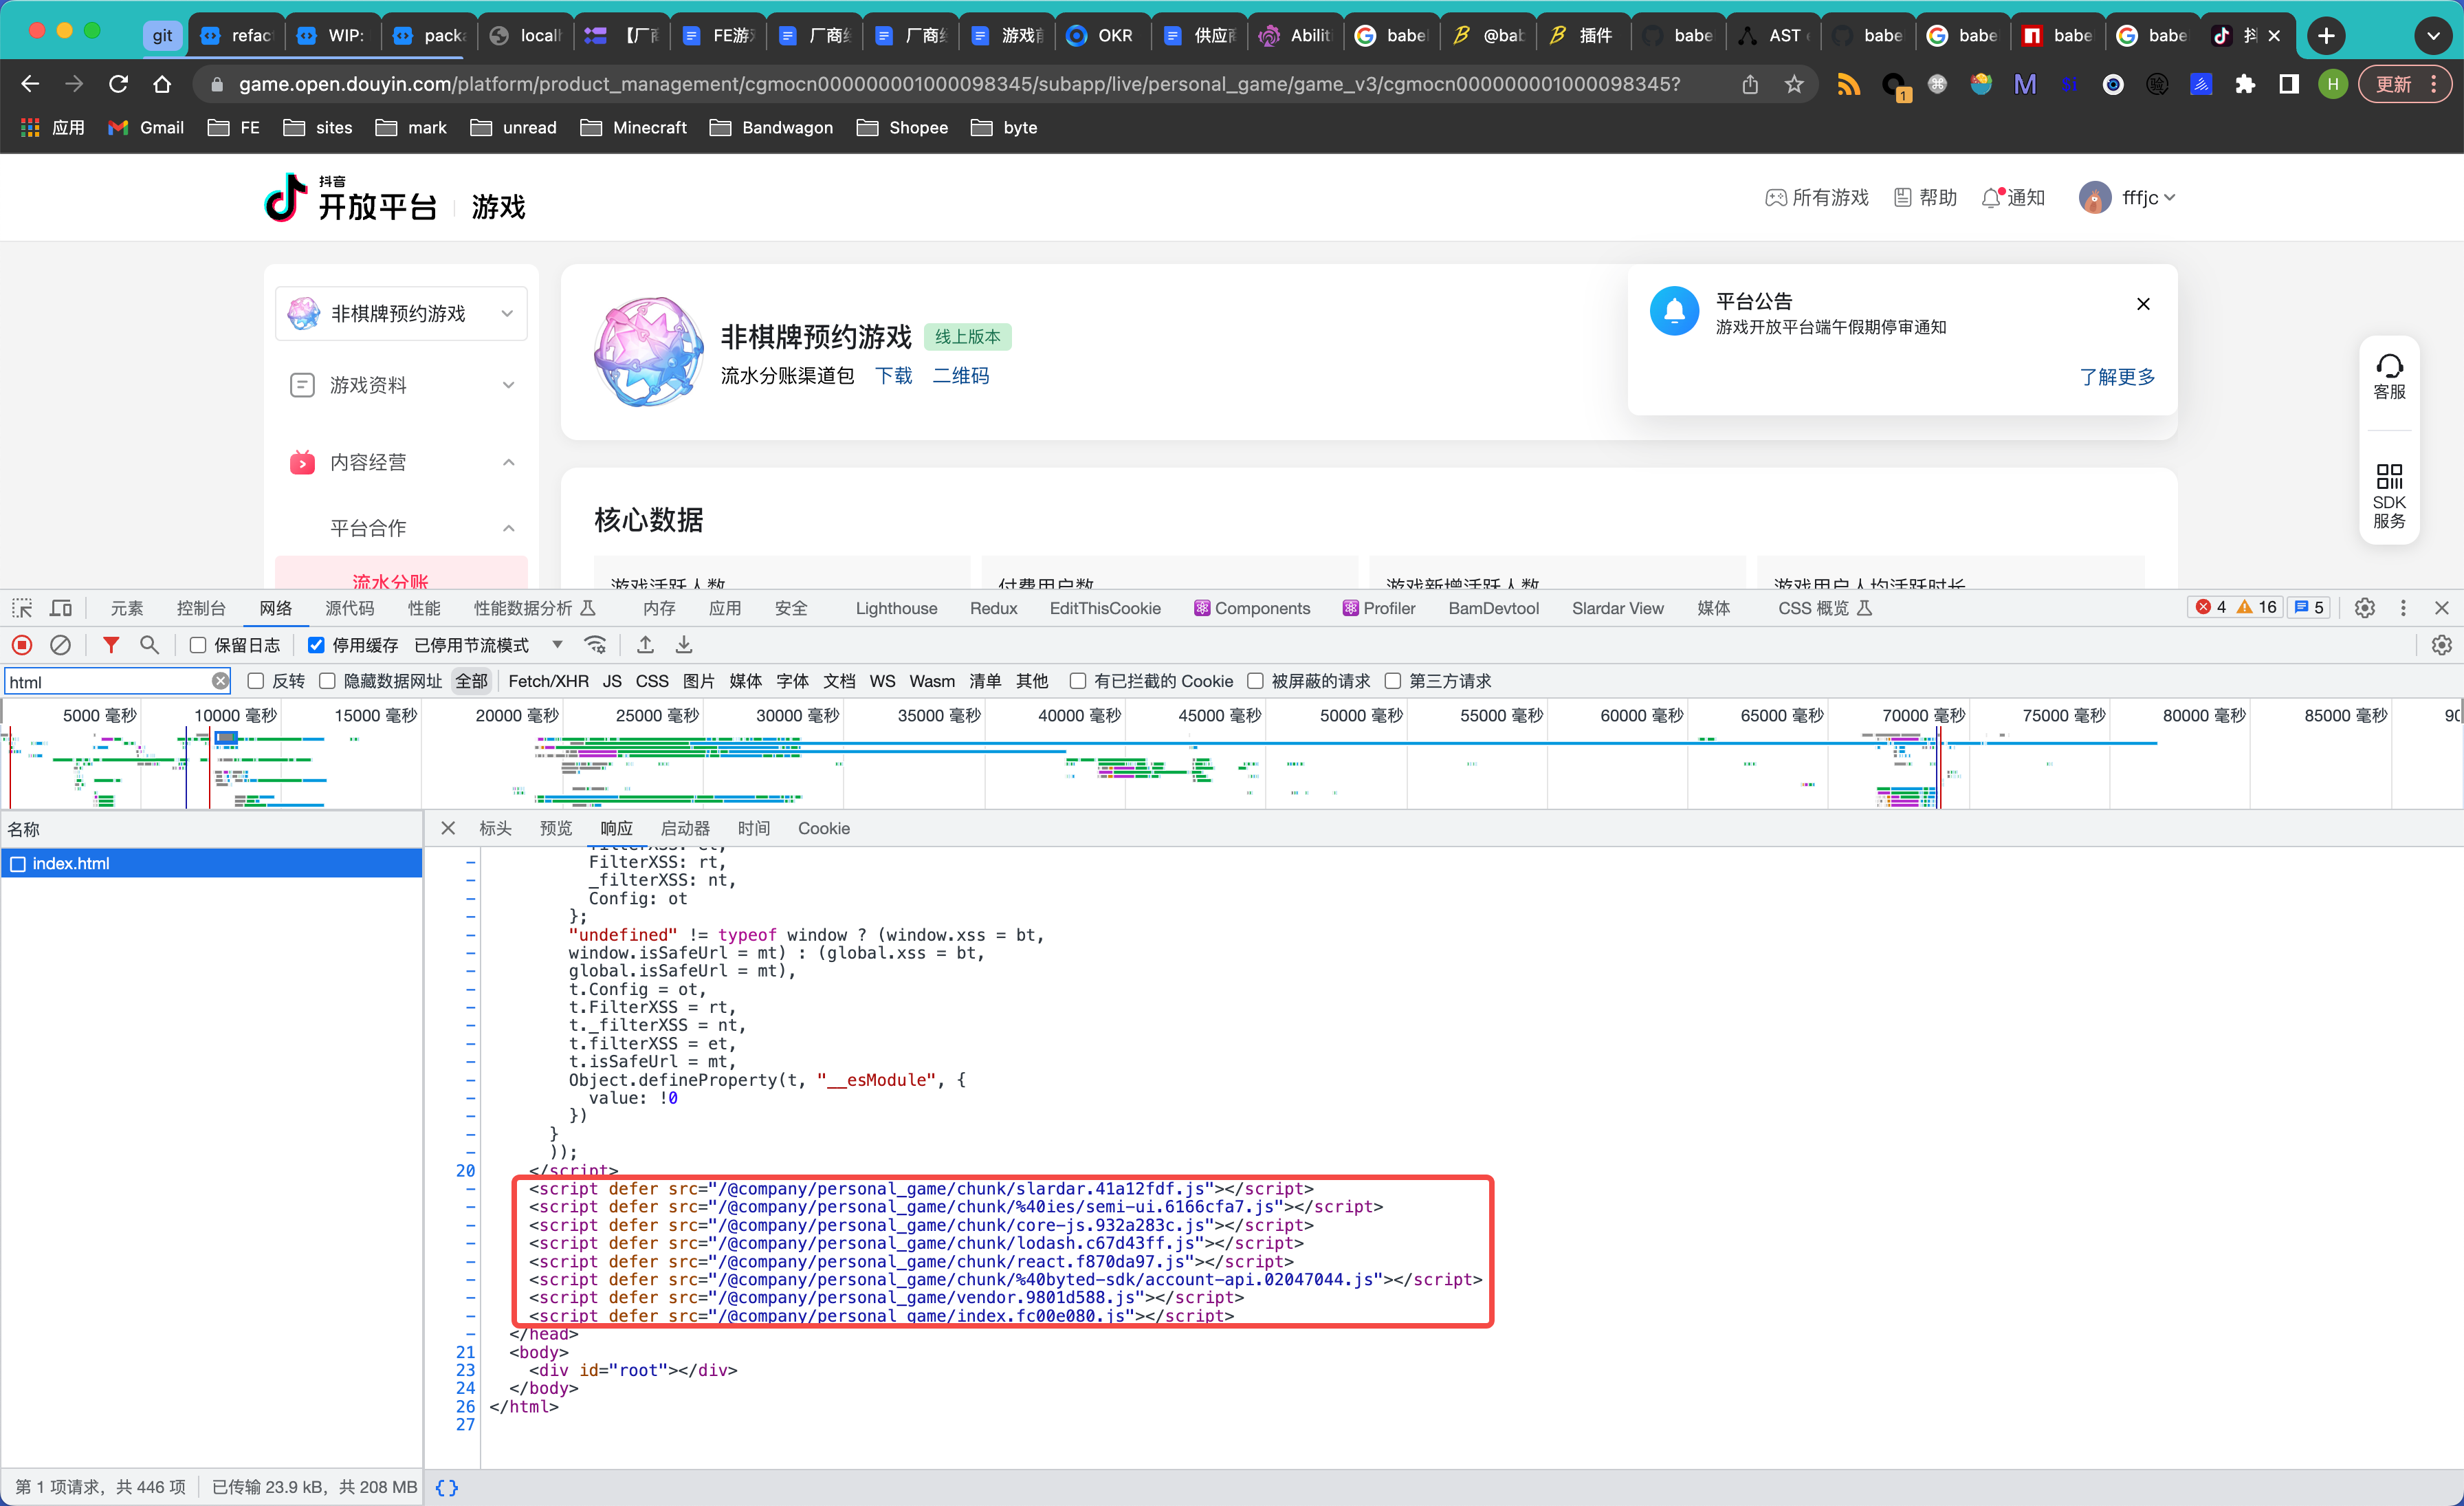 git
refac
WIP:
packa
localh
【厂商
FE游戏
厂商纟
厂商纟
游戏前
OKR
供应商
Abiliti
babel
@bab
插件
babe
AST
babe
babe
babe
babel
抖
game.open.douyin.com/platform/product_management/cgmocn000000001000098345/subapp/live/personal_game/game_v3/cgmocn000000001000098345?
1
H
更新
应用
Gmail
FE
sites
mark
unread
Minecraft
Bandwagon
Shopee
byte
抖音
开放平台
游戏
所有游戏
帮助
通知
fffjc
非棋牌预约游戏
游戏资料
内容经营
平台合作
流水分账
非棋牌预约游戏
线上版本
流水分账渠道包
下载
二维码
平台公告
游戏开放平台端午假期停审通知
了解更多
客服
SDK
服务
核心数据
游戏活跃人数
付费用户数
游戏新增活跃人数
游戏用户人均活跃时长
元素
控制台
网络
源代码
性能
性能数据分析
内存
应用
安全
Lighthouse
Redux
EditThisCookie
Components
Profiler
BamDevtool
Slardar View
媒体
CSS 概览
4
16
5
保留日志
停用缓存
已停用节流模式
html
反转
隐藏数据网址
全部
Fetch/XHR
JS
CSS
图片
媒体
字体
文档
WS
Wasm
清单
其他
有已拦截的 Cookie
被屏蔽的请求
第三方请求
5000 毫秒
10000 毫秒
15000 毫秒
20000 毫秒
25000 毫秒
30000 毫秒
35000 毫秒
40000 毫秒
45000 毫秒
50000 毫秒
55000 毫秒
60000 毫秒
65000 毫秒
70000 毫秒
75000 毫秒
80000 毫秒
85000 毫秒
名称
标头
预览
响应
启动器
时间
Cookie
index.html
filterXSS: et,
FilterXSS: rt,
_filterXSS: nt,
Config: ot
};
"undefined" != typeof window ? (window.xss = bt,
window.isSafeUrl = mt) : (global.xss = bt,
global.isSafeUrl = mt),
t.Config = ot,
t.FilterXSS = rt,
t._filterXSS = nt,
t.filterXSS = et,
t.isSafeUrl = mt,
Object.defineProperty(t, "__esModule", {
value: !0
})
}
));
20 </script>
<script defer src="/@company/personal_game/chunk/slardar.41a12fdf.js"></script>
<script defer src="/@company/personal_game/chunk/%40ies/semi-ui.6166cfa7.js"></script>
<script defer src="/@company/personal_game/chunk/core-js.932a283c.js"></script>
<script defer src="/@company/personal_game/chunk/lodash.c67d43ff.js"></script>
<script defer src="/@company/personal_game/chunk/react.f870da97.js"></script>
<script defer src="/@company/personal_game/chunk/%40byted-sdk/account-api.02047044.js"></script>
<script defer src="/@company/personal_game/vendor.9801d588.js"></script>
<script defer src="/@company/personal_game/index.fc00e080.js"></script>
</head>
21 <body>
23 <div id="root"></div>
24 </body>
26 </html>
27
第 1 项请求，共 446 项
已传输 23.9 kB，共 208 MB
{ }